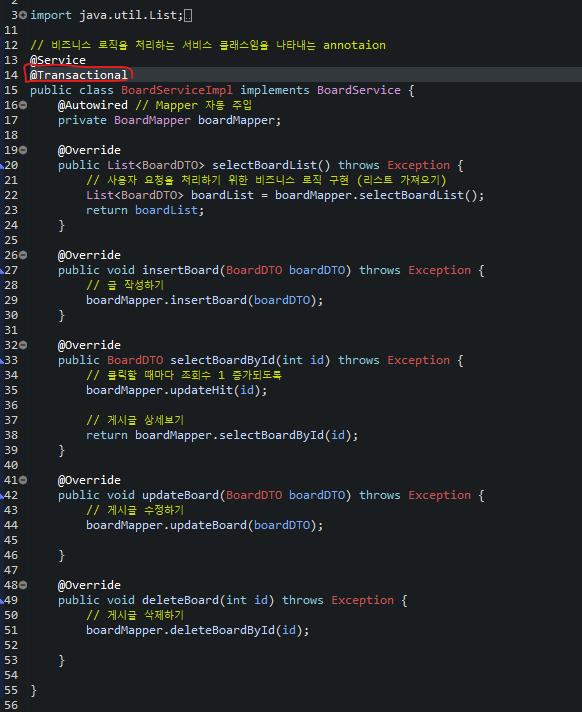 2
3 import java.util.List;
11
12 // 비즈니스 로직을 처리하는 서비스 클래스임을 나타내는 annotaion
13 @Service
14 @Transactional
15 public class BoardServiceImpl implements BoardService {
16 @Autowired // Mapper 자동 주입
17 private BoardMapper boardMapper;
18
19 @Override
20 public List<BoardDTO> selectBoardList() throws Exception {
21 // 사용자 요청을 처리하기 위한 비즈니스 로직 구현 (리스트 가져오기)
22 List<BoardDTO> boardList = boardMapper.selectBoardList();
23 return boardList;
24 }
25
26 @Override
27 public void insertBoard(BoardDTO boardDTO) throws Exception {
28 // 글 작성하기
29 boardMapper.insertBoard(boardDTO);
30 }
31
32 @Override
33 public BoardDTO selectBoardById(int id) throws Exception {
34 // 클릭할 때마다 조회수 1 증가되도록
35 boardMapper.updateHit(id);
36
37 // 게시글 상세보기
38 return boardMapper.selectBoardById(id);
39 }
40
41 @Override
42 public void updateBoard(BoardDTO boardDTO) throws Exception {
43 // 게시글 수정하기
44 boardMapper.updateBoard(boardDTO);
45
46 }
47
48 @Override
49 public void deleteBoard(int id) throws Exception {
50 // 게시글 삭제하기
51 boardMapper.deleteBoardById(id);
52
53 }
54
55 }
56